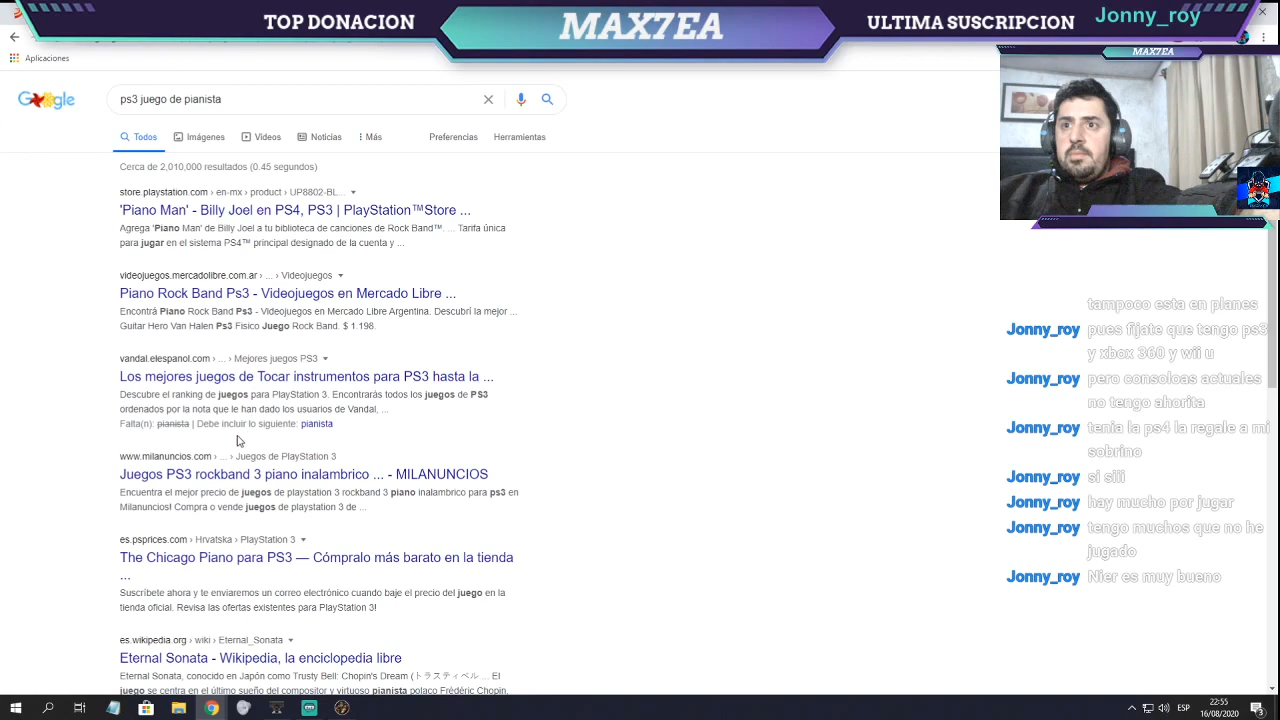 TOP DONACION
MAX7EA
ULTIMA SUSCRIPCION
Jonny_roy
MAX7EA
Aplicaciones
Google
ps3 juego de pianista
Todos
Imágenes
Videos
Noticias
Más
Preferencias
Herramientas
Cerca de 2,010,000 resultados (0.45 segundos)
store.playstation.com › en-mx › product › UP8802-BL...
'Piano Man' - Billy Joel en PS4, PS3 | PlayStation™Store ...
Agrega 'Piano Man' de Billy Joel a tu biblioteca de canciones de Rock Band™. ... Tarifa única
para jugar en el sistema PS4™ principal designado de la cuenta y ...
videojuegos.mercadolibre.com.ar › ... › Videojuegos
Piano Rock Band Ps3 - Videojuegos en Mercado Libre ...
Encontrá Piano Rock Band Ps3 - Videojuegos en Mercado Libre Argentina. Descubrí la mejor ...
Guitar Hero Van Halen Ps3 Fisico Juego Rock Band. $ 1.198.
vandal.elespanol.com › ... › Mejores juegos PS3
Los mejores juegos de Tocar instrumentos para PS3 hasta la ...
Descubre el ranking de juegos para PlayStation 3. Encontrarás todos los juegos de PS3
ordenados por la nota que le han dado los usuarios de Vandal, ...
Falta(n): pianista | Debe incluir lo siguiente: pianista
www.milanuncios.com › ... › Juegos de PlayStation 3
Juegos PS3 rockband 3 piano inalambrico ... - MILANUNCIOS
Encuentra el mejor precio de juegos de playstation 3 rockband 3 piano inalambrico para ps3 en
Milanuncios! Compra o vende juegos de playstation 3 de ...
es.psprices.com › Hrvatska › PlayStation 3
The Chicago Piano para PS3 — Cómpralo más barato en la tienda
...
Suscríbete ahora y te enviaremos un correo electrónico cuando baje el precio del juego en la
tienda oficial. Revisa las ofertas existentes para PlayStation 3!
es.wikipedia.org › wiki › Eternal_Sonata
Eternal Sonata - Wikipedia, la enciclopedia libre
Eternal Sonata, conocido en Japón como Trusty Bell: Chopin's Dream (トラスティベル ... El
juego se centra en el último sueño del compositor y virtuoso pianista polaco Frédéric Chopin,
tampoco esta en planes
Jonny_roy pues fijate que tengo ps3
y xbox 360 y wii u
Jonny_roy pero consoloas actuales
no tengo ahorita
Jonny_roy tenia la ps4 la regale a mi
sobrino
Jonny_roy si siii
Jonny_roy hay mucho por jugar
Jonny_roy tengo muchos que no he
jugado
Jonny_roy Nier es muy bueno
ESP
22:55
16/08/2020
3